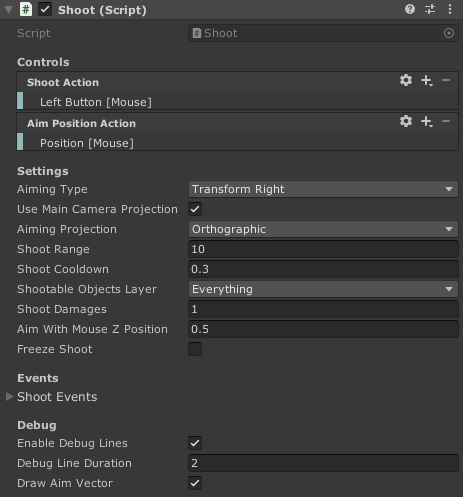 Shoot (Script)
Script Shoot
Controls
Shoot Action
Left Button [Mouse]
Aim Position Action
Position [Mouse]
Settings
Aiming Type Transform Right
Use Main Camera Projection
Aiming Projection Orthographic
Shoot Range 10
Shoot Cooldown 0.3
Shootable Objects Layer Everything
Shoot Damages 1
Aim With Mouse Z Position 0.5
Freeze Shoot
Events
Shoot Events
Debug
Enable Debug Lines
Debug Line Duration 2
Draw Aim Vector